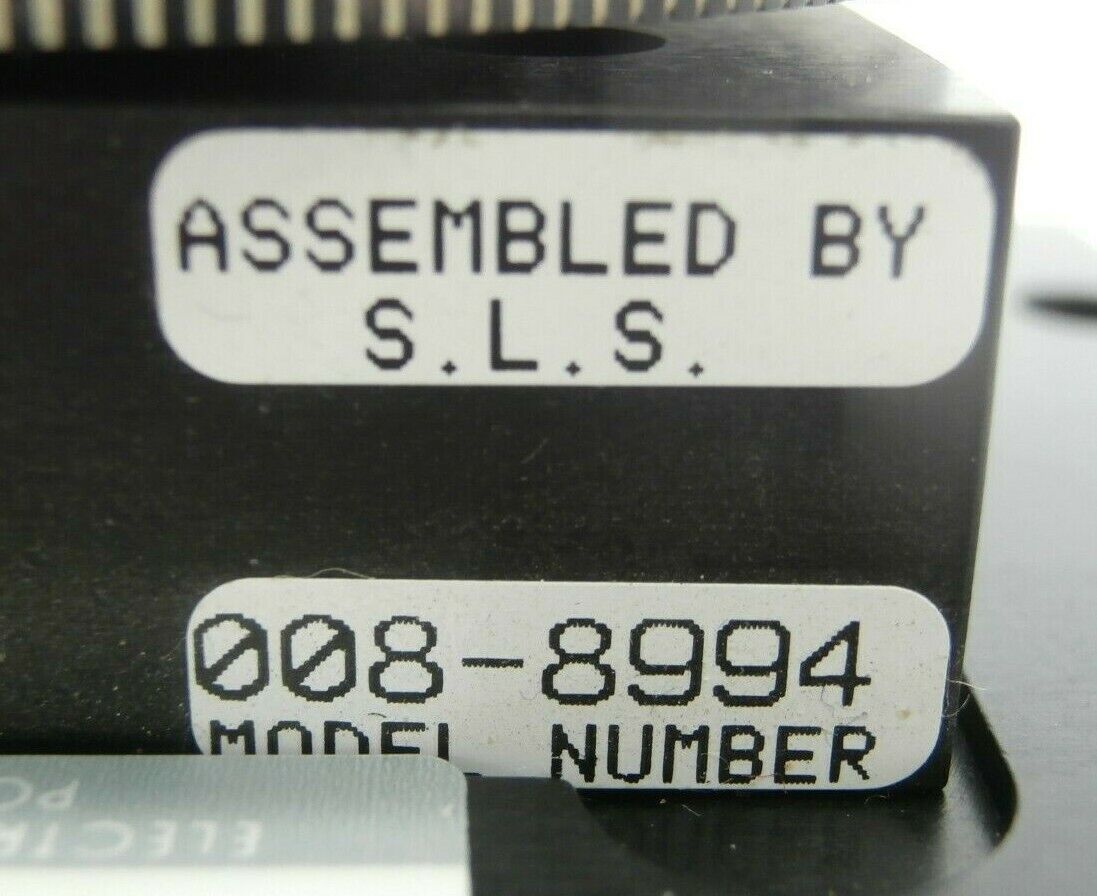 ASSEMBLED BY
S.L.S.
008-8994
MODEL NUMBER